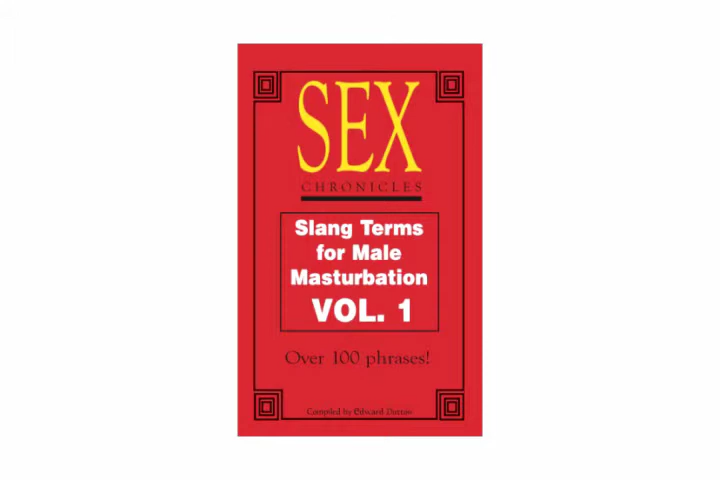 SEX
CHRONICLES
Slang Terms
for Male
Masturbation
VOL. 1
Over 100 phrases!
Compiled by Edward